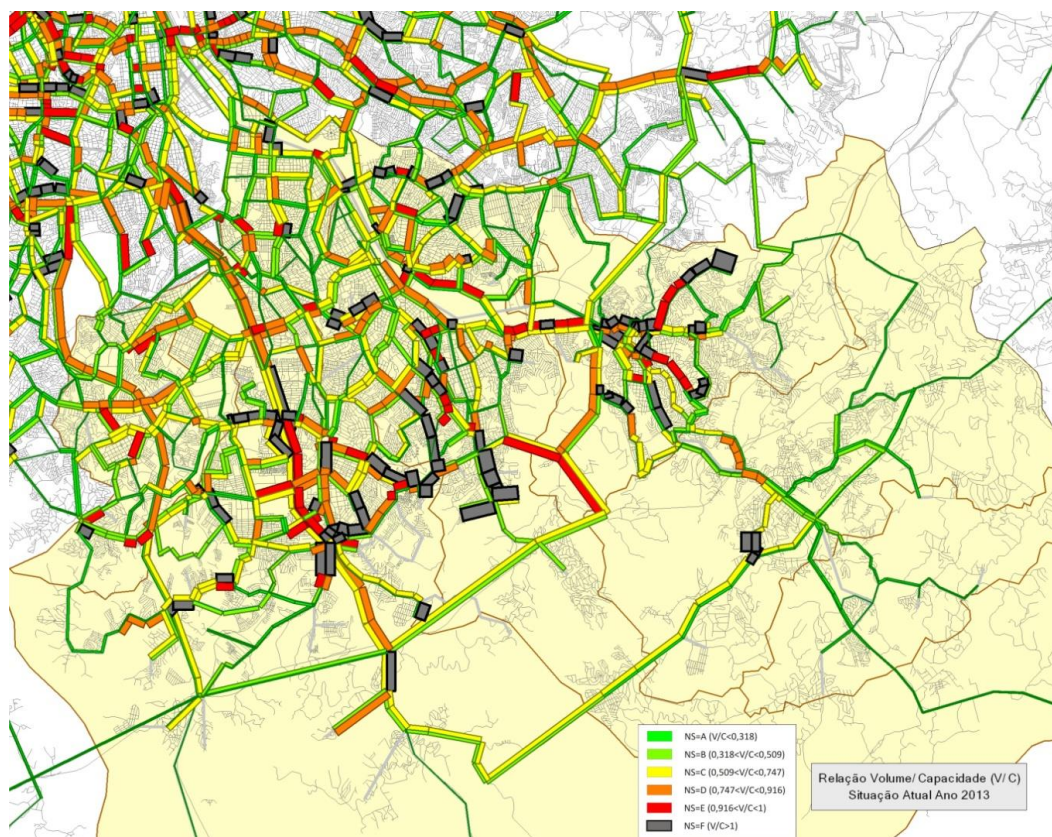 NS=A (V/C<0,318)
NS=B (0,318<V/C<0,509)
NS=C (0,509<V/C<0,747)
NS=D (0,747<V/C<0,916)
NS=E (0,916<V/C<1)
NS=F (V/C>1)
Relação Volume/ Capacidade (V/ C)
Situação Atual Ano 2013